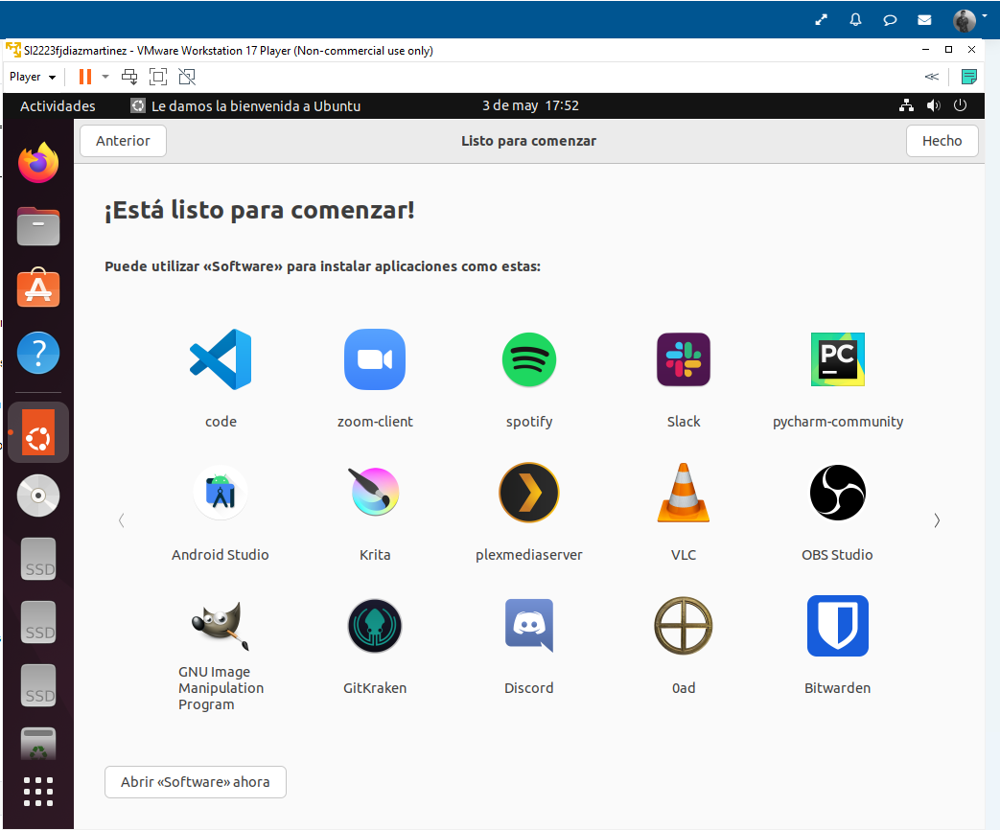 SI2223fjdiazmartinez - VMware Workstation 17 Player (Non-commercial use only)
Player
Actividades
Le damos la bienvenida a Ubuntu
3 de may 17:52
Anterior
Listo para comenzar
Hecho
¡Está listo para comenzar!
Puede utilizar «Software» para instalar aplicaciones como estas:
code
zoom-client
spotify
Slack
PC
pycharm-community
Android Studio
Krita
plexmediaserver
VLC
OBS Studio
SSD
SSD
SSD
GNU Image
Manipulation
Program
GitKraken
Discord
0ad
Bitwarden
Abrir «Software» ahora